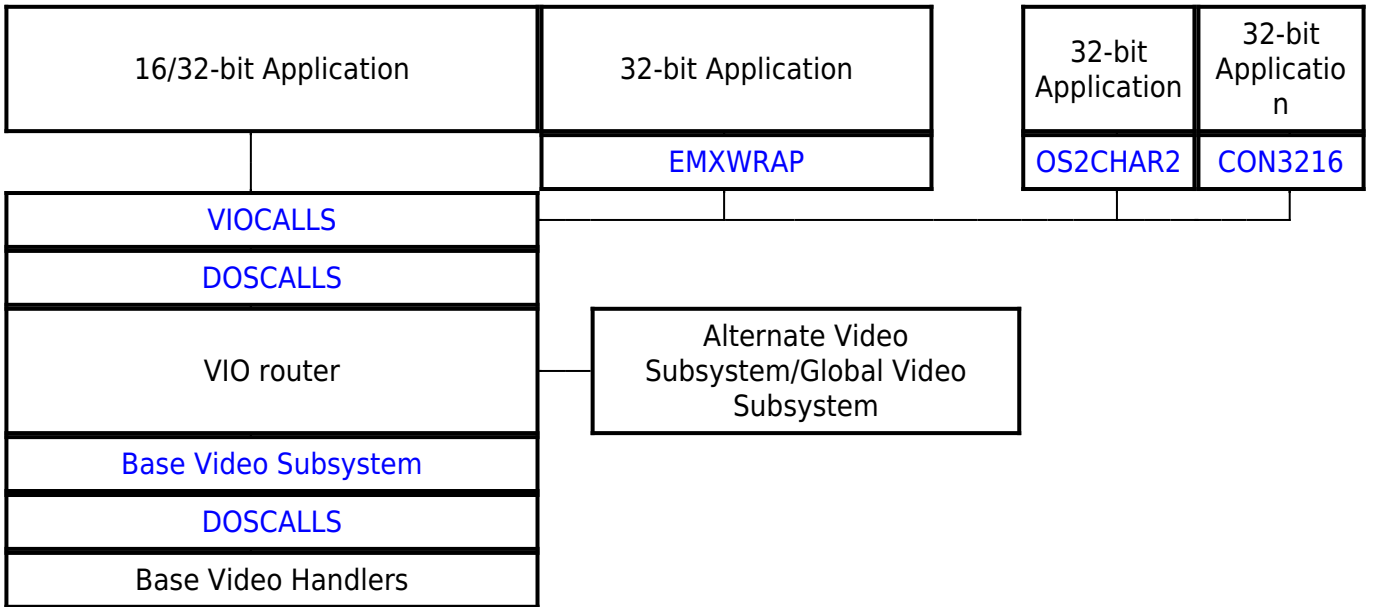 16/32-bit Application
32-bit Application
32-bit
Application
32-bit
Applicatio
n
EMXWRAP
OS2CHAR2
CON3216
VIOCALLS
DOSCALLS
VIO router
Alternate Video
Subsystem/Global Video
Subsystem
Base Video Subsystem
DOSCALLS
Base Video Handlers